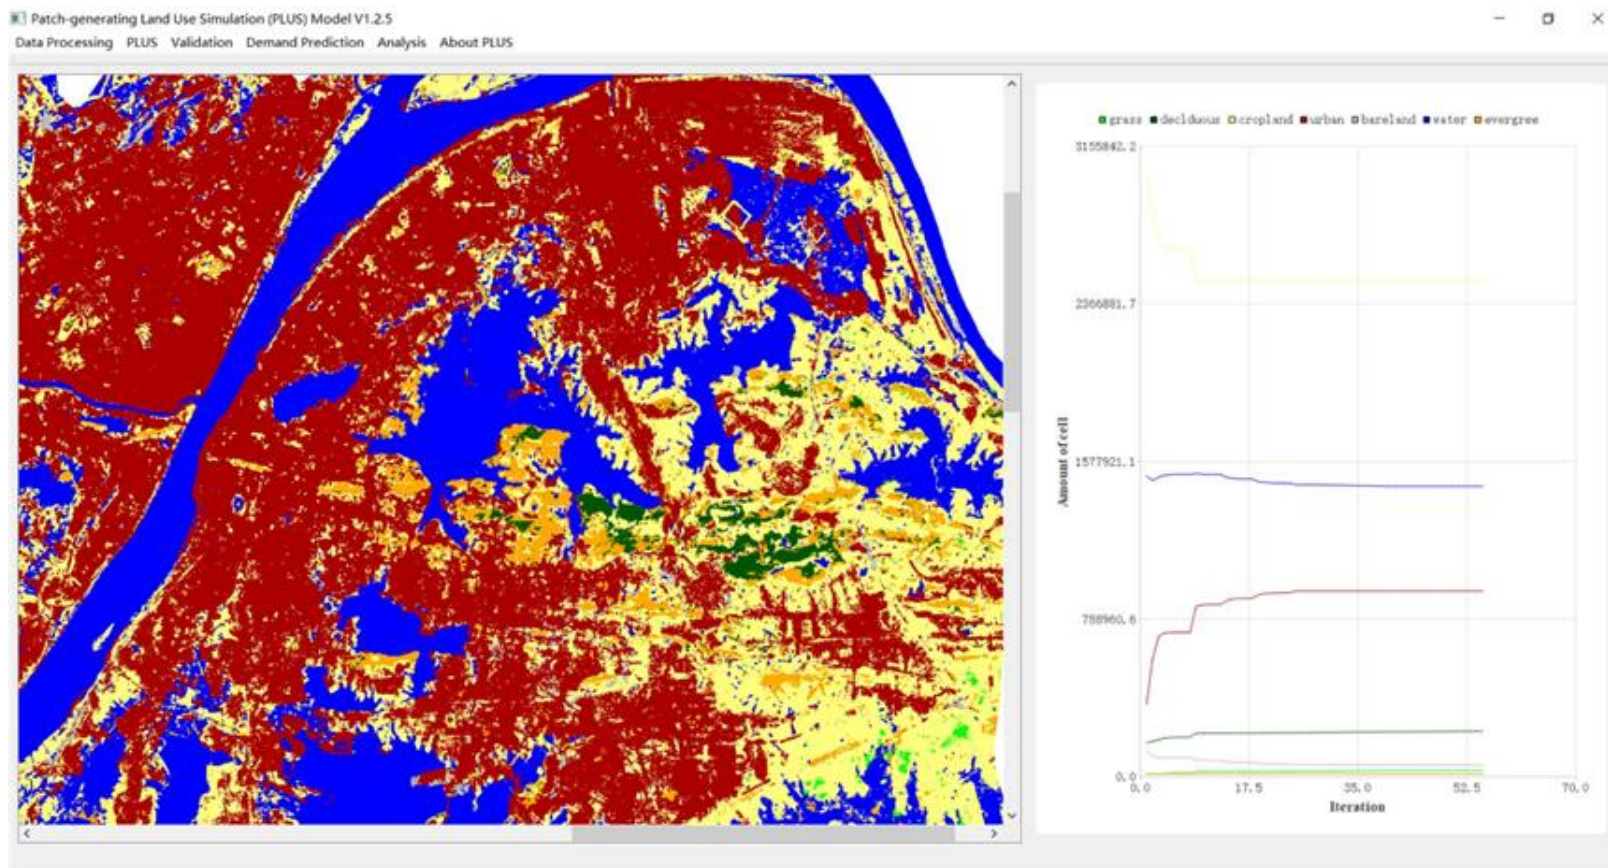 Patch-generating Land Use Simulation (PLUS) Model V1.2.5
Data Processing PLUS Validation Demand Prediction Analysis About PLUS
grass deciduous cropland urban bareland water evergree
3155842.2
2366881.7
1577921.1
788960.6
0.0
Amount of cell
0.0 17.5 35.0 52.5 70.0
Iteration